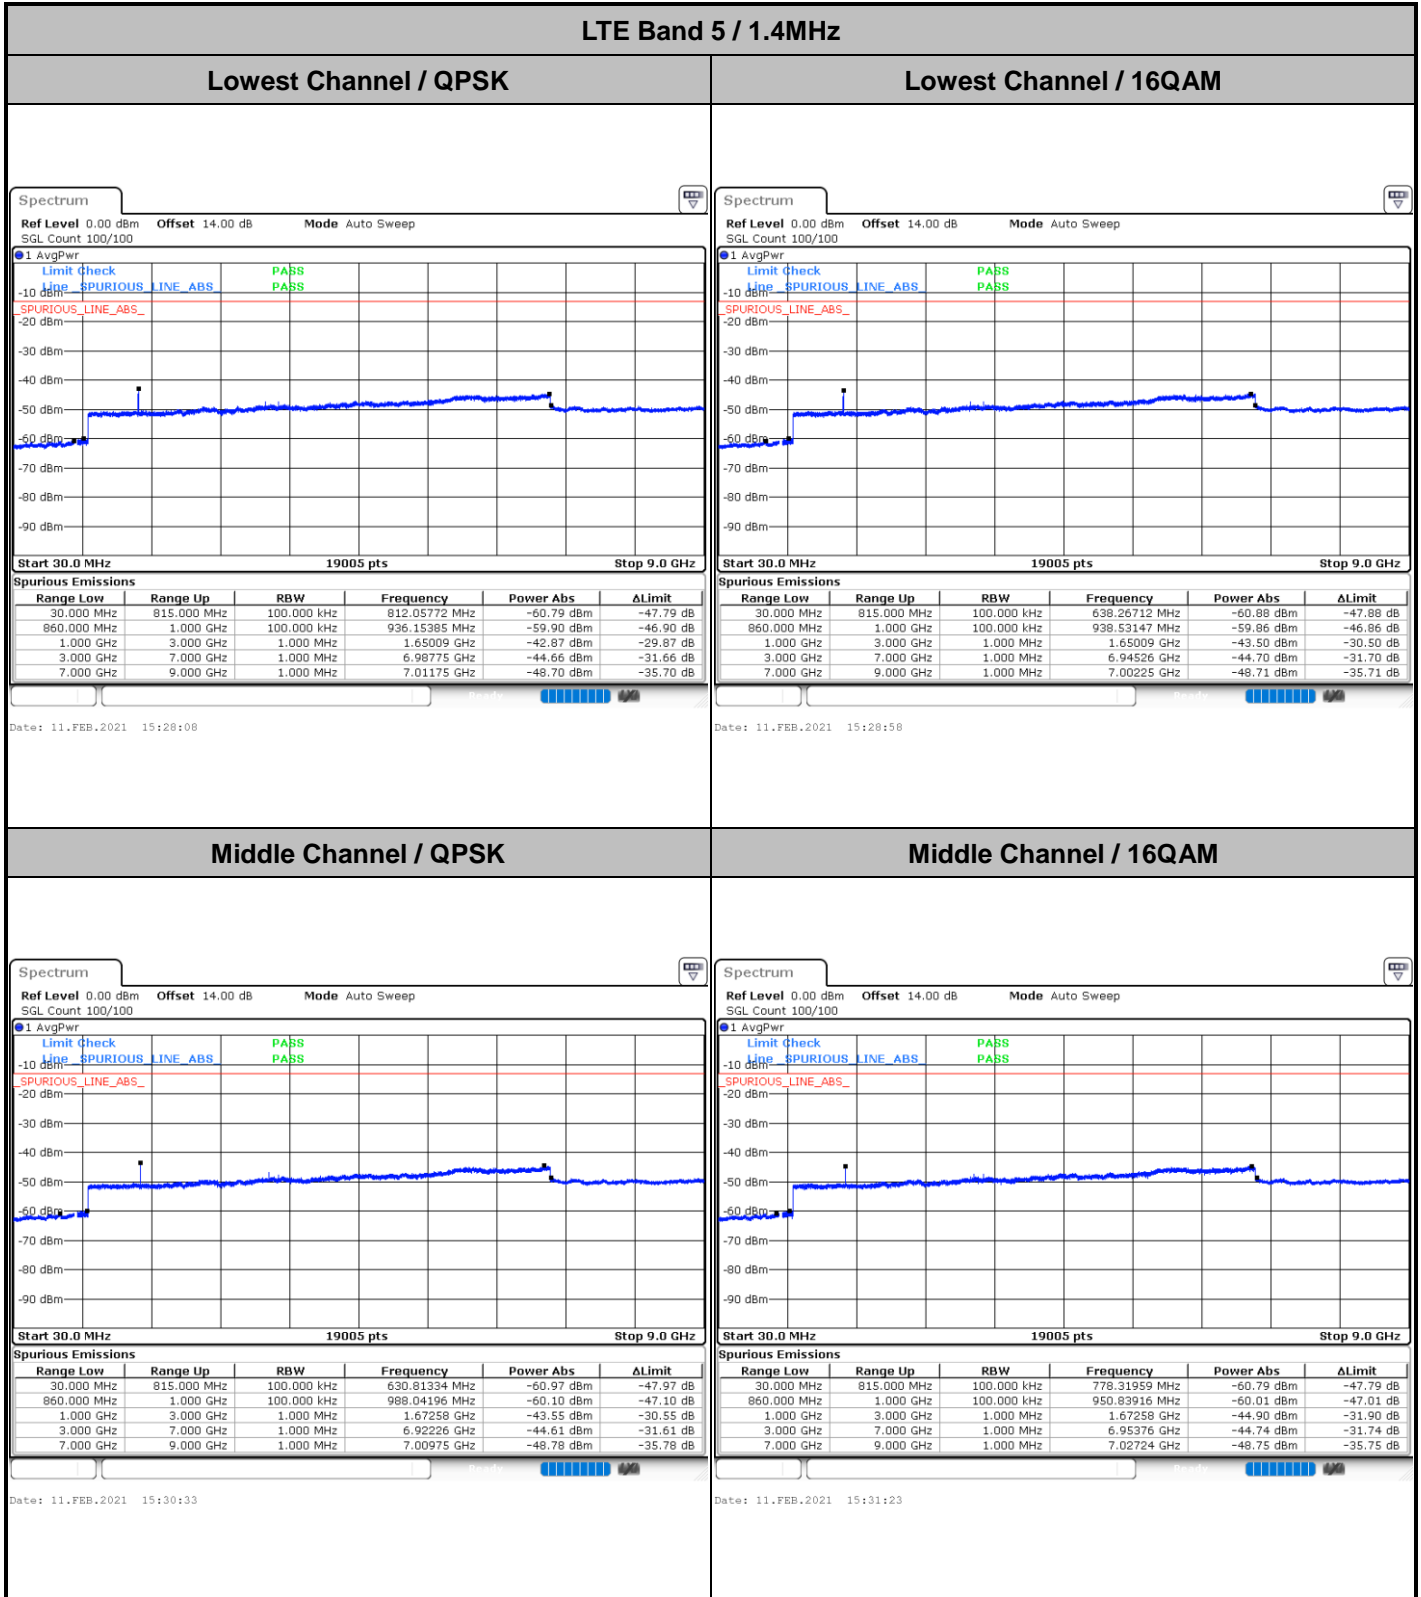 LTE Band 5 / 1.4MHz
Lowest Channel / QPSK
Lowest Channel / 16QAM
Spectrum
Ref Level 0.00 dBm Offset 14.00 dB Mode Auto Sweep
SGL Count 100/100
1 AvgPwr
Limit Check PASS
Line _SPURIOUS_LINE_ABS_ PASS
-10 dBm
_SPURIOUS_LINE_ABS_
-20 dBm
-30 dBm
-40 dBm
-50 dBm
-60 dBm
-70 dBm
-80 dBm
-90 dBm
Start 30.0 MHz 19005 pts Stop 9.0 GHz
Spurious Emissions
Range Low Range Up RBW Frequency Power Abs ΔLimit
30.000 MHz 815.000 MHz 100.000 kHz 812.05772 MHz -60.79 dBm -47.79 dB
860.000 MHz 1.000 GHz 100.000 kHz 936.15385 MHz -59.90 dBm -46.90 dB
1.000 GHz 3.000 GHz 1.000 MHz 1.65009 GHz -42.87 dBm -29.87 dB
3.000 GHz 7.000 GHz 1.000 MHz 6.98775 GHz -44.66 dBm -31.66 dB
7.000 GHz 9.000 GHz 1.000 MHz 7.01175 GHz -48.70 dBm -35.70 dB
Ready
Date: 11.FEB.2021 15:28:08
Spectrum
Ref Level 0.00 dBm Offset 14.00 dB Mode Auto Sweep
SGL Count 100/100
1 AvgPwr
Limit Check PASS
Line _SPURIOUS_LINE_ABS_ PASS
-10 dBm
_SPURIOUS_LINE_ABS_
-20 dBm
-30 dBm
-40 dBm
-50 dBm
-60 dBm
-70 dBm
-80 dBm
-90 dBm
Start 30.0 MHz 19005 pts Stop 9.0 GHz
Spurious Emissions
Range Low Range Up RBW Frequency Power Abs ΔLimit
30.000 MHz 815.000 MHz 100.000 kHz 638.26712 MHz -60.88 dBm -47.88 dB
860.000 MHz 1.000 GHz 100.000 kHz 938.53147 MHz -59.86 dBm -46.86 dB
1.000 GHz 3.000 GHz 1.000 MHz 1.65009 GHz -43.50 dBm -30.50 dB
3.000 GHz 7.000 GHz 1.000 MHz 6.94526 GHz -44.70 dBm -31.70 dB
7.000 GHz 9.000 GHz 1.000 MHz 7.00225 GHz -48.71 dBm -35.71 dB
Ready
Date: 11.FEB.2021 15:28:58
Middle Channel / QPSK
Middle Channel / 16QAM
Spectrum
Ref Level 0.00 dBm Offset 14.00 dB Mode Auto Sweep
SGL Count 100/100
1 AvgPwr
Limit Check PASS
Line _SPURIOUS_LINE_ABS_ PASS
-10 dBm
_SPURIOUS_LINE_ABS_
-20 dBm
-30 dBm
-40 dBm
-50 dBm
-60 dBm
-70 dBm
-80 dBm
-90 dBm
Start 30.0 MHz 19005 pts Stop 9.0 GHz
Spurious Emissions
Range Low Range Up RBW Frequency Power Abs ΔLimit
30.000 MHz 815.000 MHz 100.000 kHz 630.81334 MHz -60.97 dBm -47.97 dB
860.000 MHz 1.000 GHz 100.000 kHz 988.04196 MHz -60.10 dBm -47.10 dB
1.000 GHz 3.000 GHz 1.000 MHz 1.67258 GHz -43.55 dBm -30.55 dB
3.000 GHz 7.000 GHz 1.000 MHz 6.92226 GHz -44.61 dBm -31.61 dB
7.000 GHz 9.000 GHz 1.000 MHz 7.00975 GHz -48.78 dBm -35.78 dB
Ready
Date: 11.FEB.2021 15:30:33
Spectrum
Ref Level 0.00 dBm Offset 14.00 dB Mode Auto Sweep
SGL Count 100/100
1 AvgPwr
Limit Check PASS
Line _SPURIOUS_LINE_ABS_ PASS
-10 dBm
_SPURIOUS_LINE_ABS_
-20 dBm
-30 dBm
-40 dBm
-50 dBm
-60 dBm
-70 dBm
-80 dBm
-90 dBm
Start 30.0 MHz 19005 pts Stop 9.0 GHz
Spurious Emissions
Range Low Range Up RBW Frequency Power Abs ΔLimit
30.000 MHz 815.000 MHz 100.000 kHz 778.31959 MHz -60.79 dBm -47.79 dB
860.000 MHz 1.000 GHz 100.000 kHz 950.83916 MHz -60.01 dBm -47.01 dB
1.000 GHz 3.000 GHz 1.000 MHz 1.67258 GHz -44.90 dBm -31.90 dB
3.000 GHz 7.000 GHz 1.000 MHz 6.95376 GHz -44.74 dBm -31.74 dB
7.000 GHz 9.000 GHz 1.000 MHz 7.02724 GHz -48.75 dBm -35.75 dB
Ready
Date: 11.FEB.2021 15:31:23